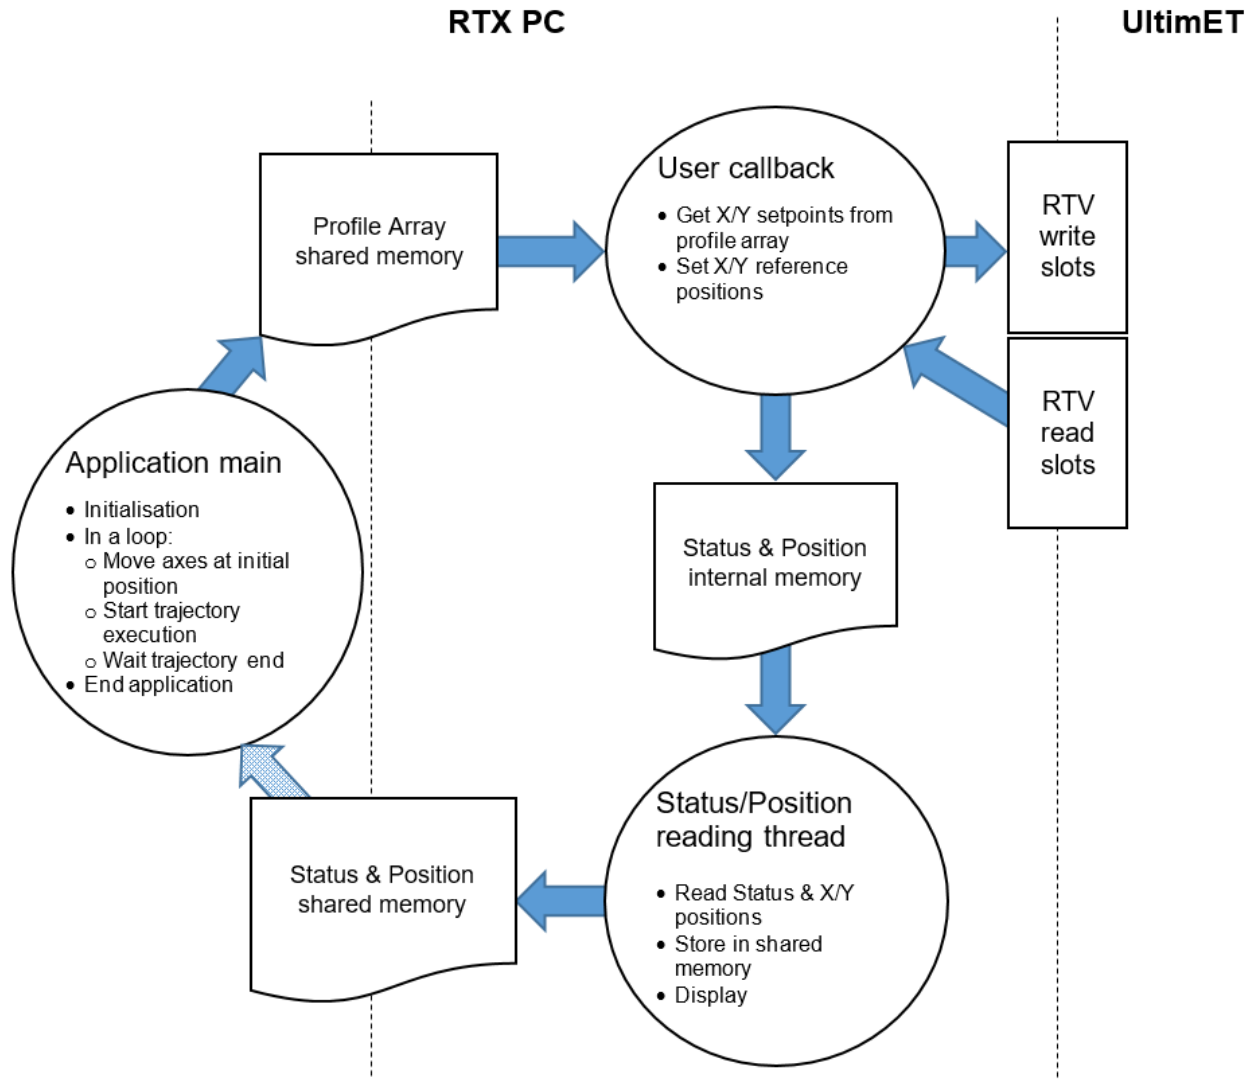 RTX PC
UltimET
Profile Array
shared memory
User callback
• Get X/Y setpoints from
profile array
• Set X/Y reference
positions
RTV
write
slots
RTV
read
slots
Application main
• Initialisation
• In a loop:
o Move axes at initial
position
o Start trajectory
execution
o Wait trajectory end
• End application
Status & Position
internal memory
Status/Position
reading thread
• Read Status & X/Y
positions
• Store in shared
memory
• Display
Status & Position
shared memory